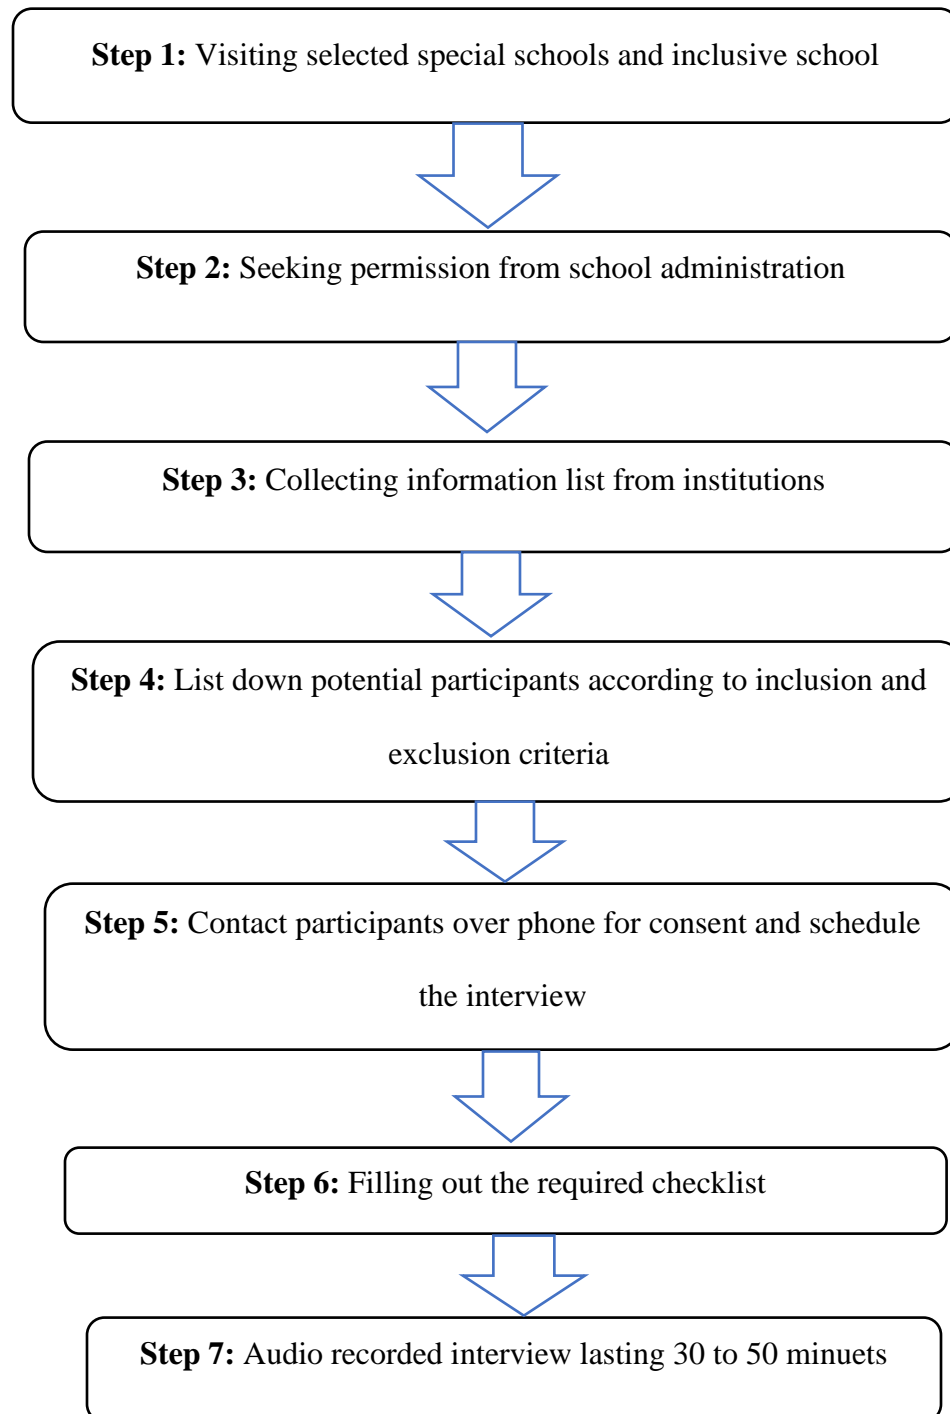 Step 1: Visiting selected special schools and inclusive school
Step 2: Seeking permission from school administration
Step 3: Collecting information list from institutions
Step 4: List down potential participants according to inclusion and
exclusion criteria
Step 5: Contact participants over phone for consent and schedule
the interview
Step 6: Filling out the required checklist
Step 7: Audio recorded interview lasting 30 to 50 minuets